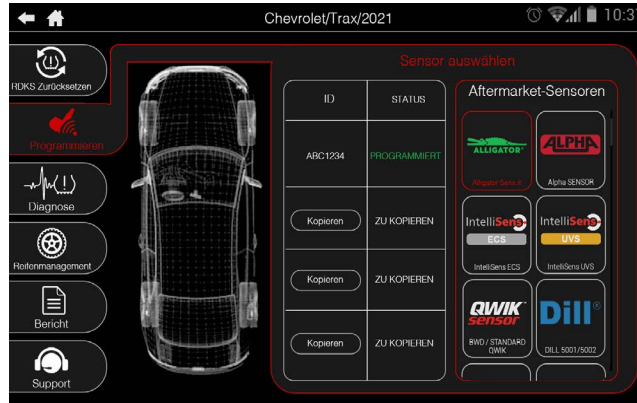 Chevrolet/Trax/2021
10:37
RDKS Zurücksetzen
Programmieren
Diagnose
Reifenmanagement
Bericht
Support
Sensor auswählen
ID STATUS
ABC1234 PROGRAMMIERT
Kopieren ZU KOPIEREN
Kopieren ZU KOPIEREN
Kopieren ZU KOPIEREN
Aftermarket-Sensoren
ALLIGATOR®
Alligator Sens.it
ALPHA
Alpha SENSOR
IntelliSens
ECS
IntelliSens ECS
IntelliSens
UVS
IntelliSens UVS
QWIK
sensor
BWD / STANDARD
QWIK
Dill®
DILL 5001/5002